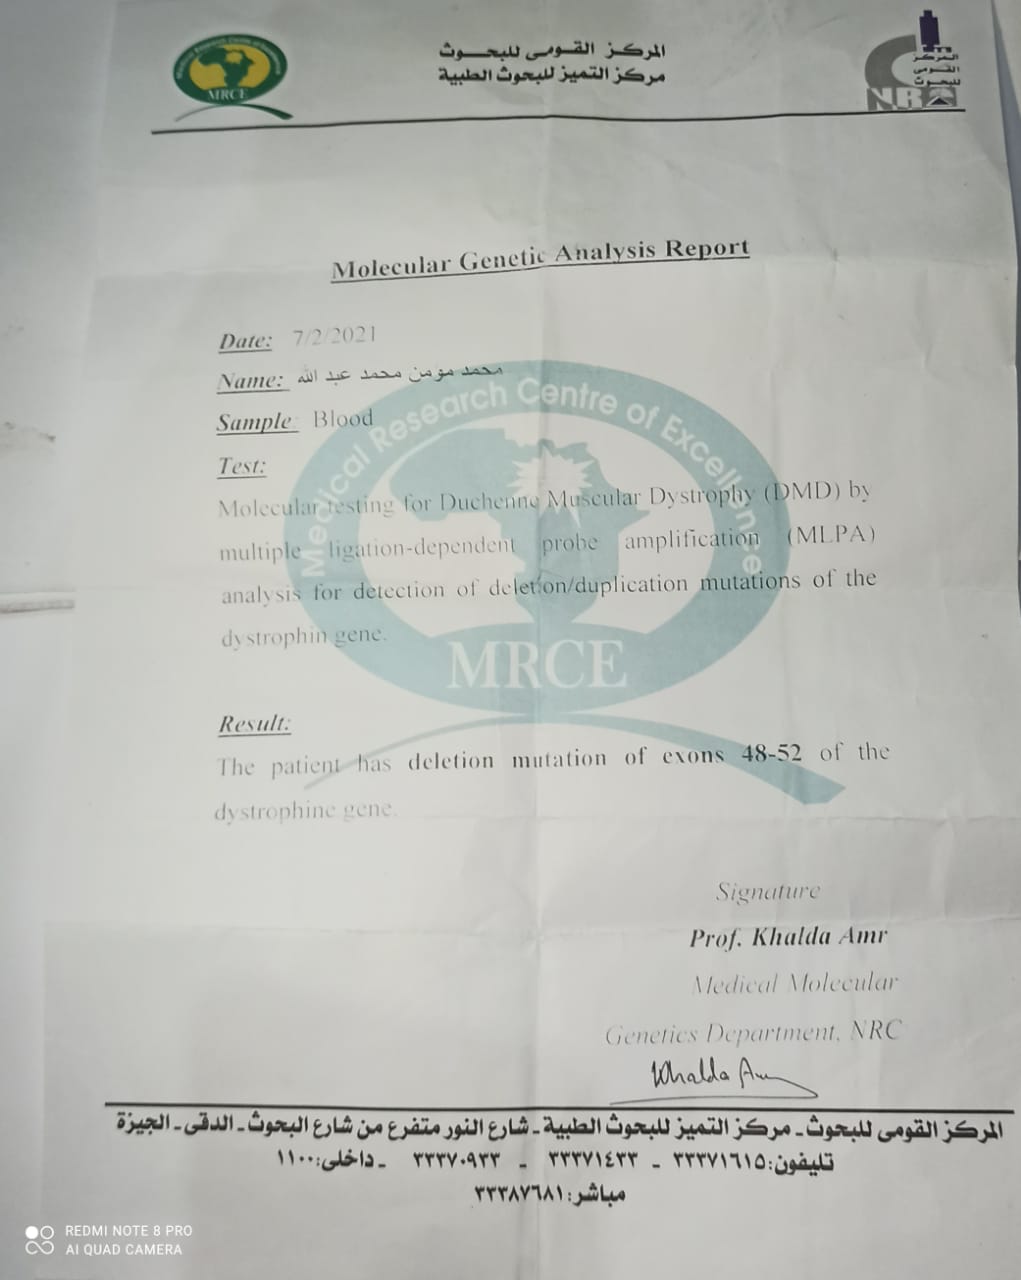 المركز القومى للبحوث
مركز التميز للبحوث الطبية
MRCE
المركز
القومى
للبحوث
Molecular Genetic Analysis Report
Date: 7/2/2021
Name: محمد مومن محمد عبد الله
Sample: Blood
Test:
Molecular testing for Duchenne Muscular Dystrophy (DMD) by
multiple ligation-dependent probe amplification (MLPA)
analysis for detection of deletion/duplication mutations of the
dystrophin gene.
Medical Research Centre of Excellence
MRCE
Result:
The patient has deletion mutation of exons 48-52 of the
dystrophine gene.
Signature
Prof. Khalda Amr
Medical Molecular
Genetics Department, NRC
Khalda Amr
المركز القومى للبحوث ـ مركز التميز للبحوث الطبية ـ شارع النور متفرع من شارع البحوث ـ الدقى ـ الجيزة
تليفون: ٣٣٣٧١٦١٥ - ٣٣٣٧١٤٣٣ - ٣٣٣٧٠٩٣٣ ـ داخلى: ١١٠٠
مباشر: ٣٣٣٨٧٦٨١
REDMI NOTE 8 PRO
AI QUAD CAMERA